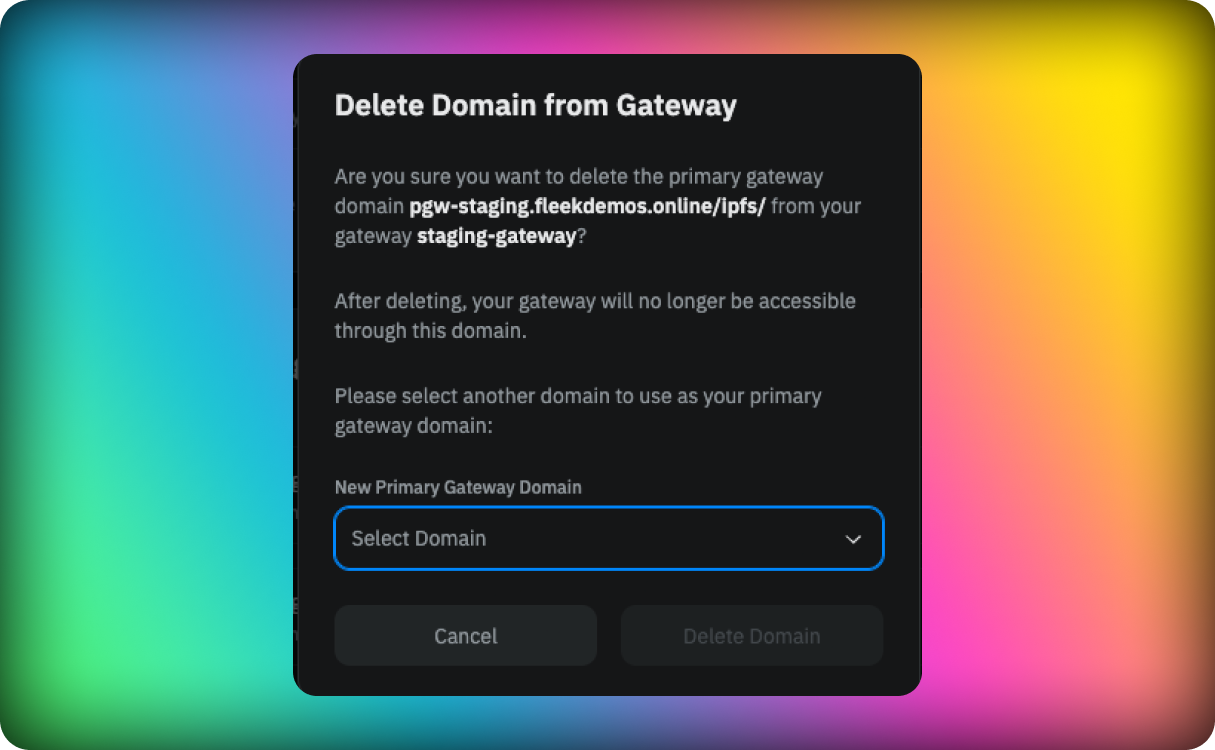 Delete Domain from Gateway
Are you sure you want to delete the primary gateway
domain pgw-staging.fleekdemos.online/ipfs/ from your
gateway staging-gateway?
After deleting, your gateway will no longer be accessible
through this domain.
Please select another domain to use as your primary
gateway domain:
New Primary Gateway Domain
Select Domain
Cancel
Delete Domain